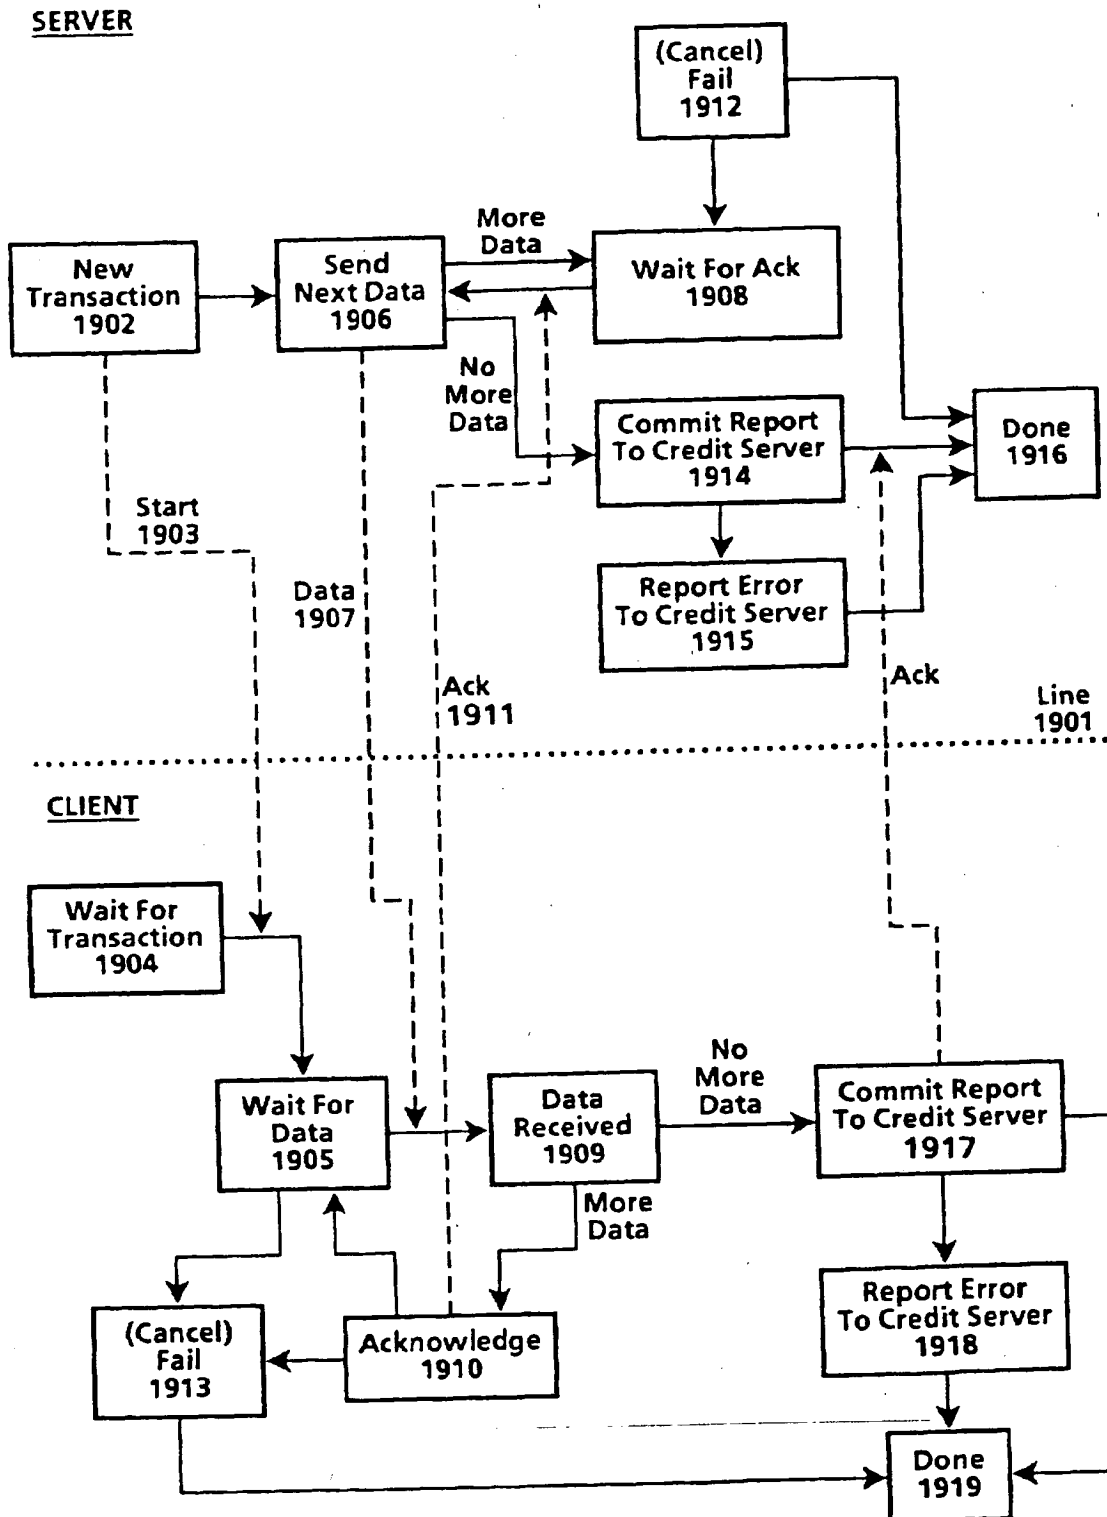 SERVER
(Cancel)
Fail
1912
More
Data
New
Transaction
1902
Send
Next Data
1906
Wait For Ack
1908
No
More
Data
Commit Report
To Credit Server
1914
Done
1916
Start
1903
Data
1907
Report Error
To Credit Server
1915
Ack
1911
Ack
Line
1901
CLIENT
Wait For
Transaction
1904
Wait For
Data
1905
Data
Received
1909
No
More
Data
Commit Report
To Credit Server
1917
More
Data
(Cancel)
Fail
1913
Acknowledge
1910
Report Error
To Credit Server
1918
Done
1919